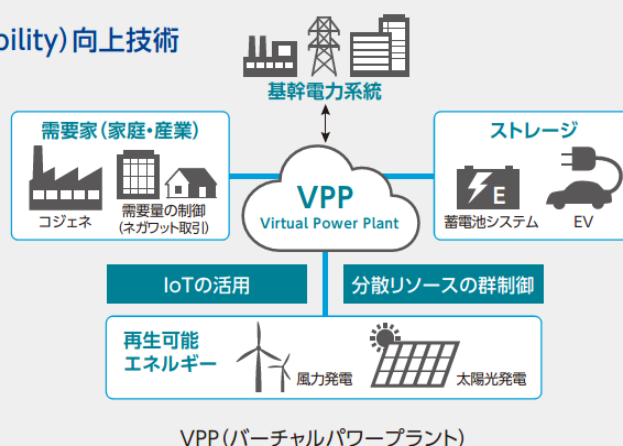 bility)向上技術
基幹電力系統
需要家(家庭・産業)
コジェネ
需要量の制御
(ネガワット取引)
VPP
Virtual Power Plant
ストレージ
E
蓄電池システム
EV
IoTの活用
分散リソースの群制御
再生可能
エネルギー
風力発電
太陽光発電
VPP(バーチャルパワープラント)